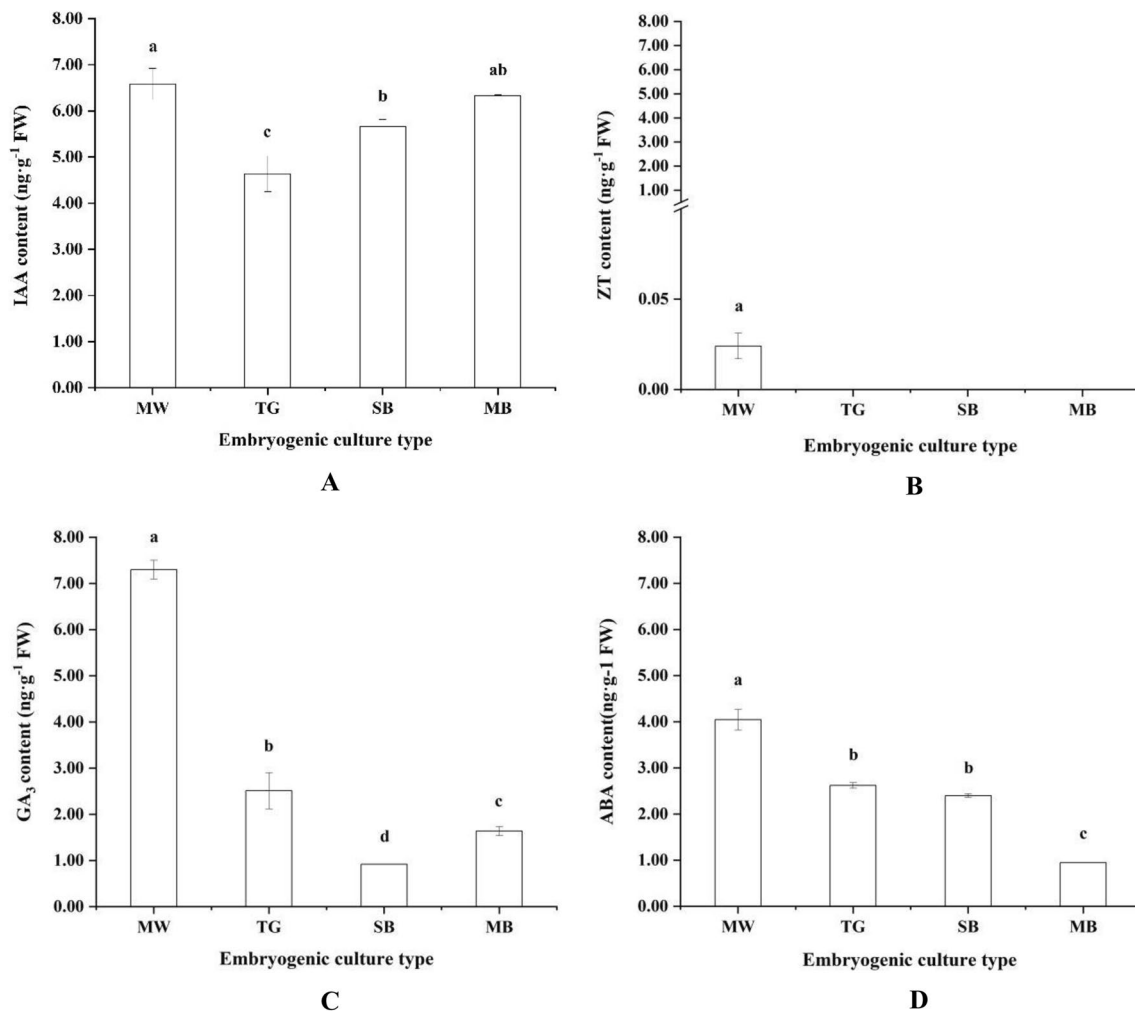 8.00
7.00
6.00
5.00
4.00
3.00
2.00
1.00
0.00
IAA content (ng·g⁻¹ FW)
a
c
b
ab
MW TG SB MB
Embryogenic culture type
A
8.00
7.00
6.00
5.00
4.00
3.00
2.00
1.00
0.05
0.00
ZT content (ng·g⁻¹ FW)
a
MW TG SB MB
Embryogenic culture type
B
8.00
7.00
6.00
5.00
4.00
3.00
2.00
1.00
0.00
GA₃ content (ng·g⁻¹ FW)
a
b
d
c
MW TG SB MB
Embryogenic culture type
C
8.00
7.00
6.00
5.00
4.00
3.00
2.00
1.00
0.00
ABA content(ng·g-1 FW)
a
b
b
c
MW TG SB MB
Embryogenic culture type
D